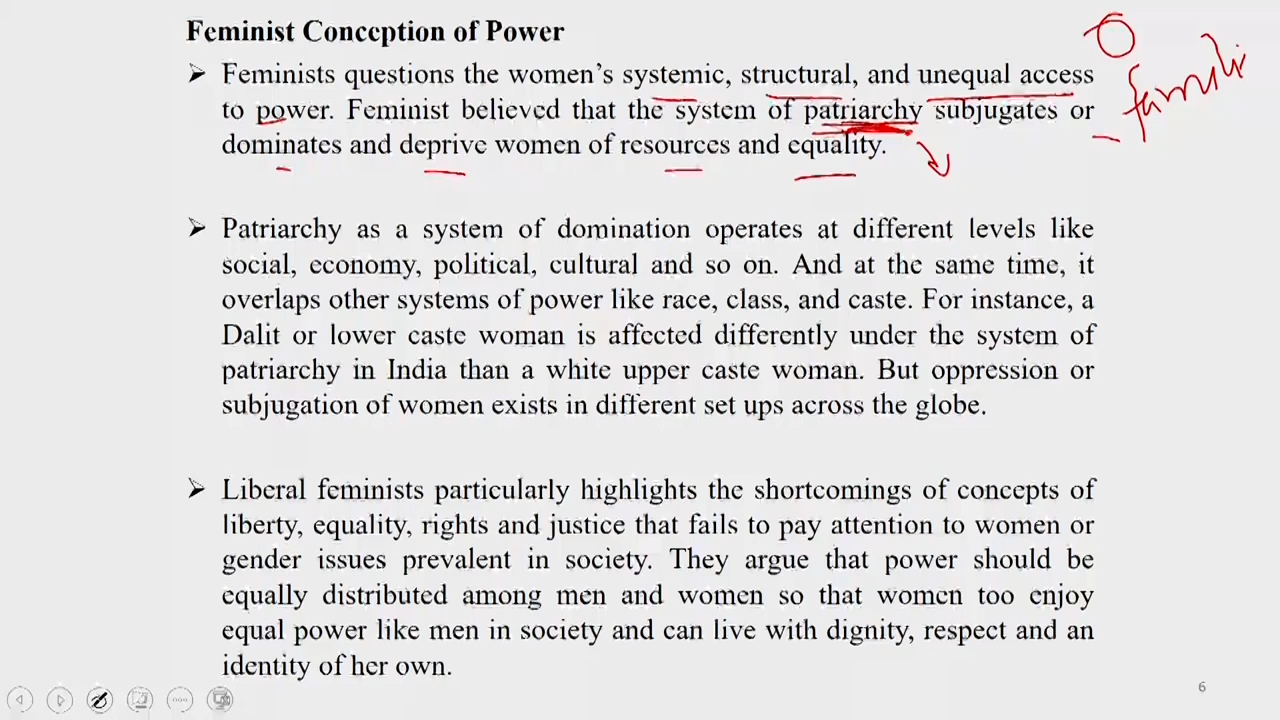 Feminist Conception of Power
➢ Feminists questions the women's systemic, structural, and unequal access
to power. Feminist believed that the system of patriarchy subjugates or
dominates and deprive women of resources and equality.
➢ Patriarchy as a system of domination operates at different levels like
social, economy, political, cultural and so on. And at the same time, it
overlaps other systems of power like race, class, and caste. For instance, a
Dalit or lower caste woman is affected differently under the system of
patriarchy in India than a white upper caste woman. But oppression or
subjugation of women exists in different set ups across the globe.
➢ Liberal feminists particularly highlights the shortcomings of concepts of
liberty, equality, rights and justice that fails to pay attention to women or
gender issues prevalent in society. They argue that power should be
equally distributed among men and women so that women too enjoy
equal power like men in society and can live with dignity, respect and an
identity of her own.
6